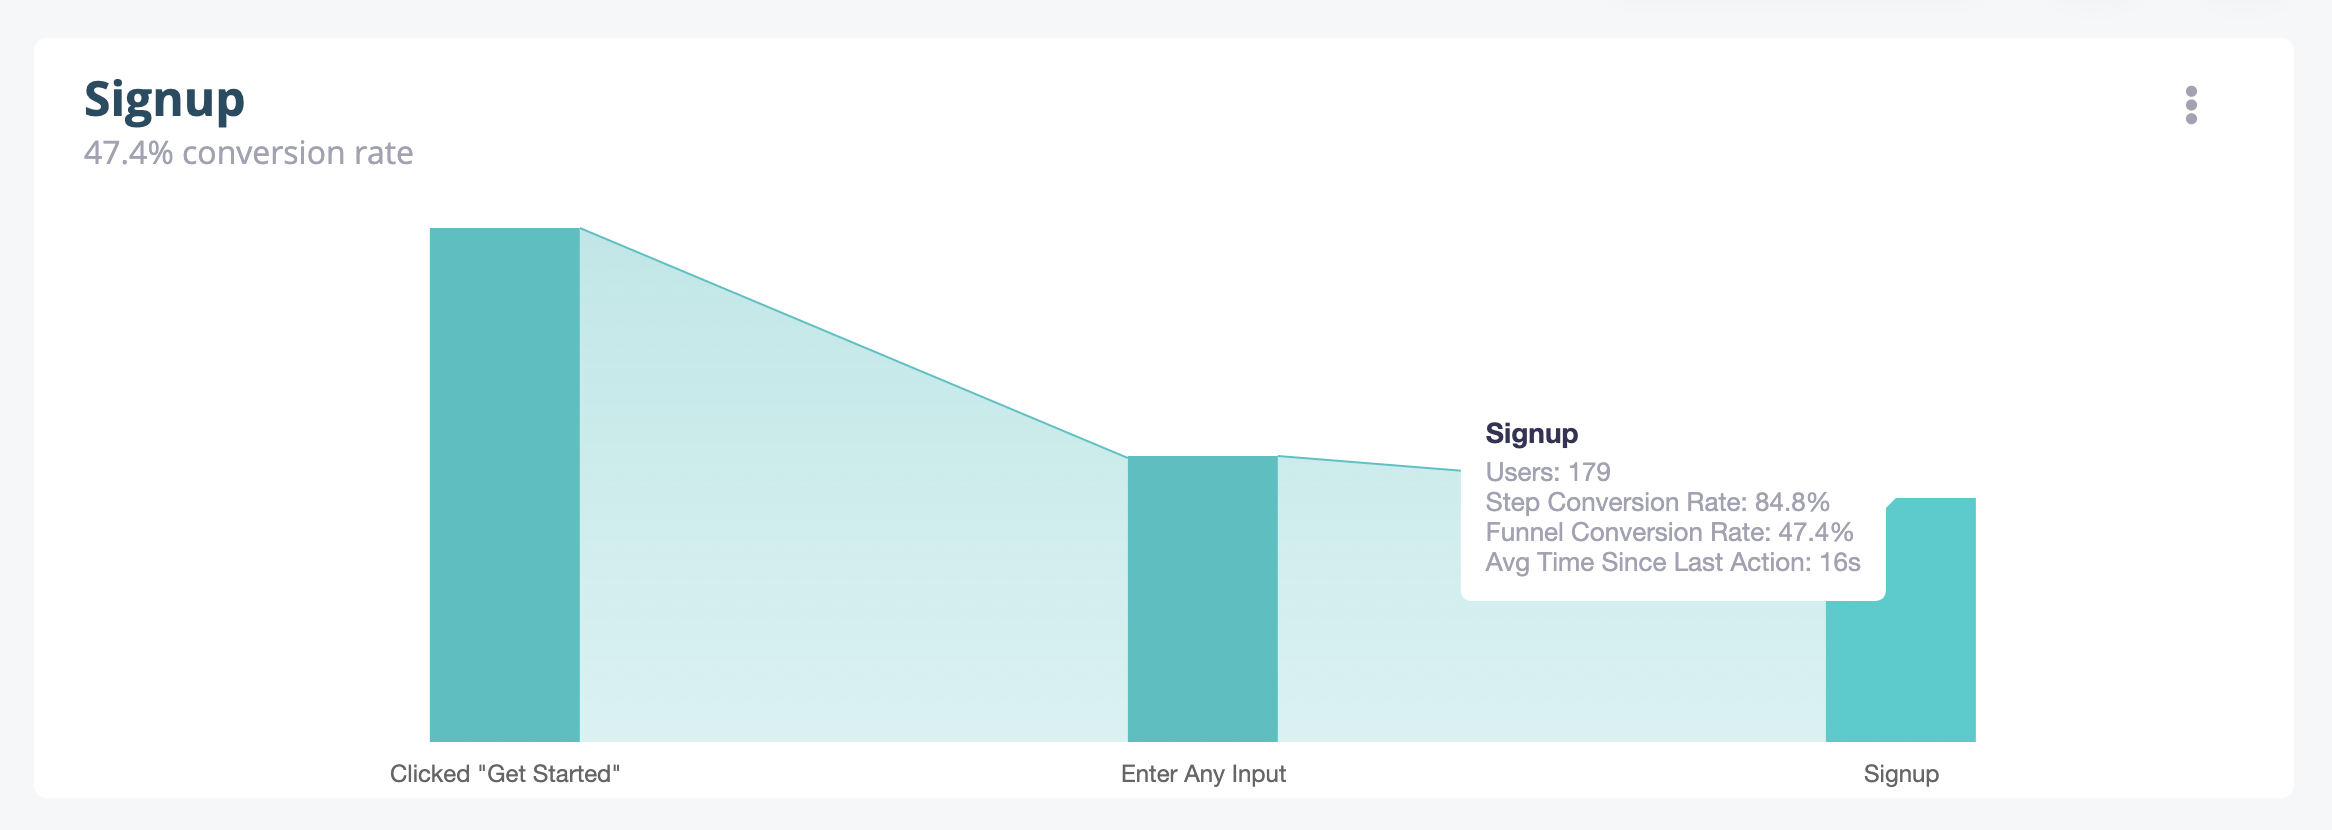 Signup
47.4% conversion rate
Signup
Users: 179
Step Conversion Rate: 84.8%
Funnel Conversion Rate: 47.4%
Avg Time Since Last Action: 16s
Clicked "Get Started"
Enter Any Input
Signup